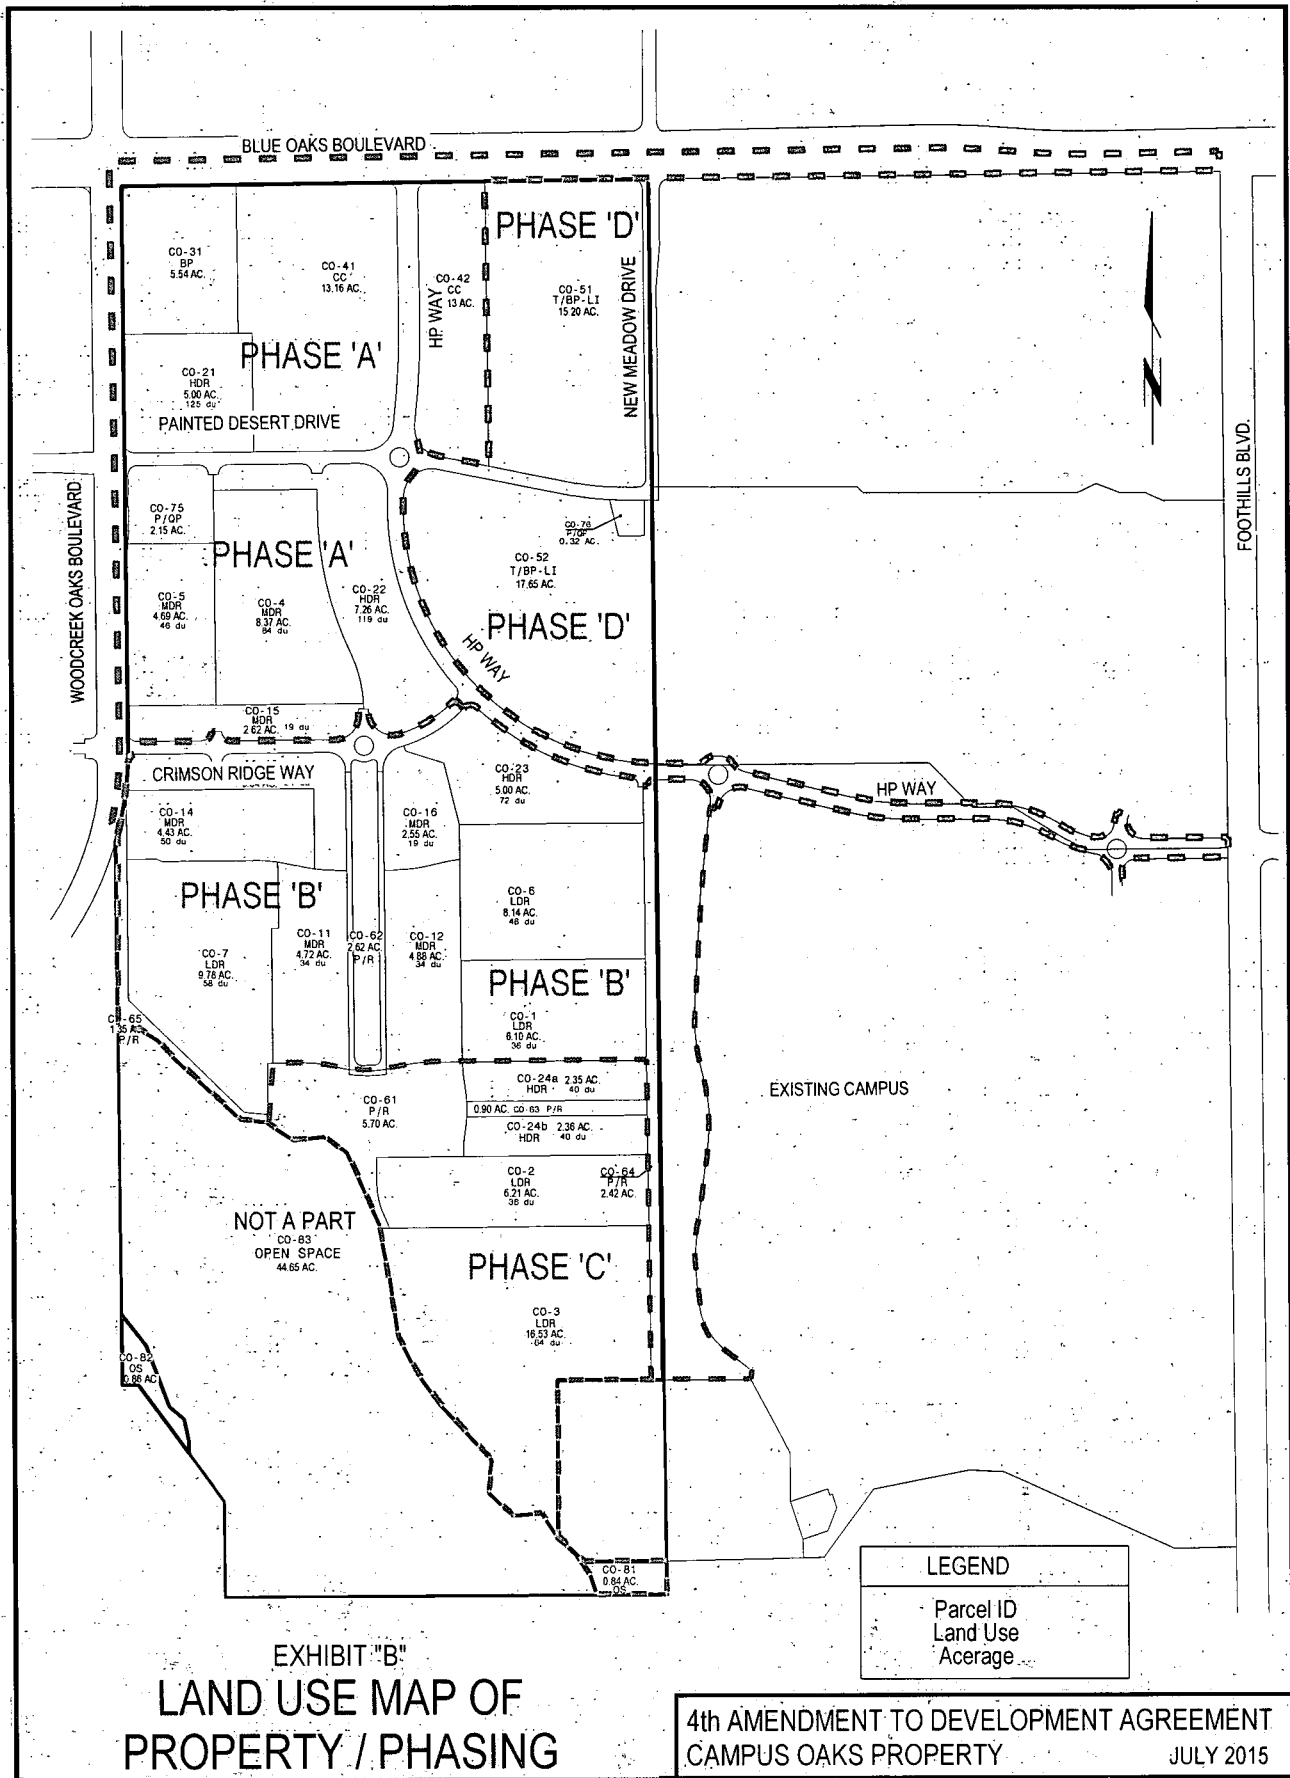 BLUE OAKS BOULEVARD
PHASE 'D'
CO-31
BP
5.54 AC.
CO-41
CC
13.16 AC.
HP WAY
CO-42
CC
13 AC.
CO-51
T/BP-LI
15.20 AC.
NEW MEADOW DRIVE
PHASE 'A'
CO-21
HDR
5.00 AC.
125 du
PAINTED DESERT DRIVE
WOODCREEK OAKS BOULEVARD
FOOTHILLS BLVD.
CO-75
P/QP
2.15 AC.
PHASE 'A'
CO-76
0.32 AC.
CO-52
T/BP-LI
17.65 AC.
CO-5
MDR
4.69 AC.
46 du
CO-4
MDR
8.37 AC.
84 du
CO-22
HDR
7.26 AC.
119 du
PHASE 'D'
HP WAY
CO-15
MDR
2.62 AC. 19 du
CRIMSON RIDGE WAY
CO-23
HDR
5.00 AC.
72 du
HP WAY
CO-14
MDR
4.43 AC.
50 du
CO-16
MDR
2.55 AC.
19 du
PHASE 'B'
CO-6
LDR
8.14 AC.
48 du
CO-7
LDR
9.78 AC.
58 du
CO-11
MDR
4.72 AC.
34 du
CO-62
2.62 AC.
P/R
CO-12
MDR
4.88 AC.
34 du
PHASE 'B'
CO-1
LDR
6.10 AC.
36 du
CO-65
P/R
CO-24a 2.35 AC.
HDR 40 du
CO-61
P/R
5.70 AC.
0.90 AC. CO-63 P/R
CO-24b 2.36 AC.
HDR 40 du
EXISTING CAMPUS
CO-2
LDR
6.21 AC.
36 du
CO-64
P/R
2.42 AC.
NOT A PART
CO-83
OPEN SPACE
44.65 AC.
PHASE 'C'
CO-3
LDR
16.53 AC.
84 du
CO-82
OS
0.86 AC
CO-81
0.84 AC.
OS
LEGEND
Parcel ID
Land Use
Acerage
EXHIBIT "B"
LAND USE MAP OF
PROPERTY / PHASING
4th AMENDMENT TO DEVELOPMENT AGREEMENT
CAMPUS OAKS PROPERTY JULY 2015